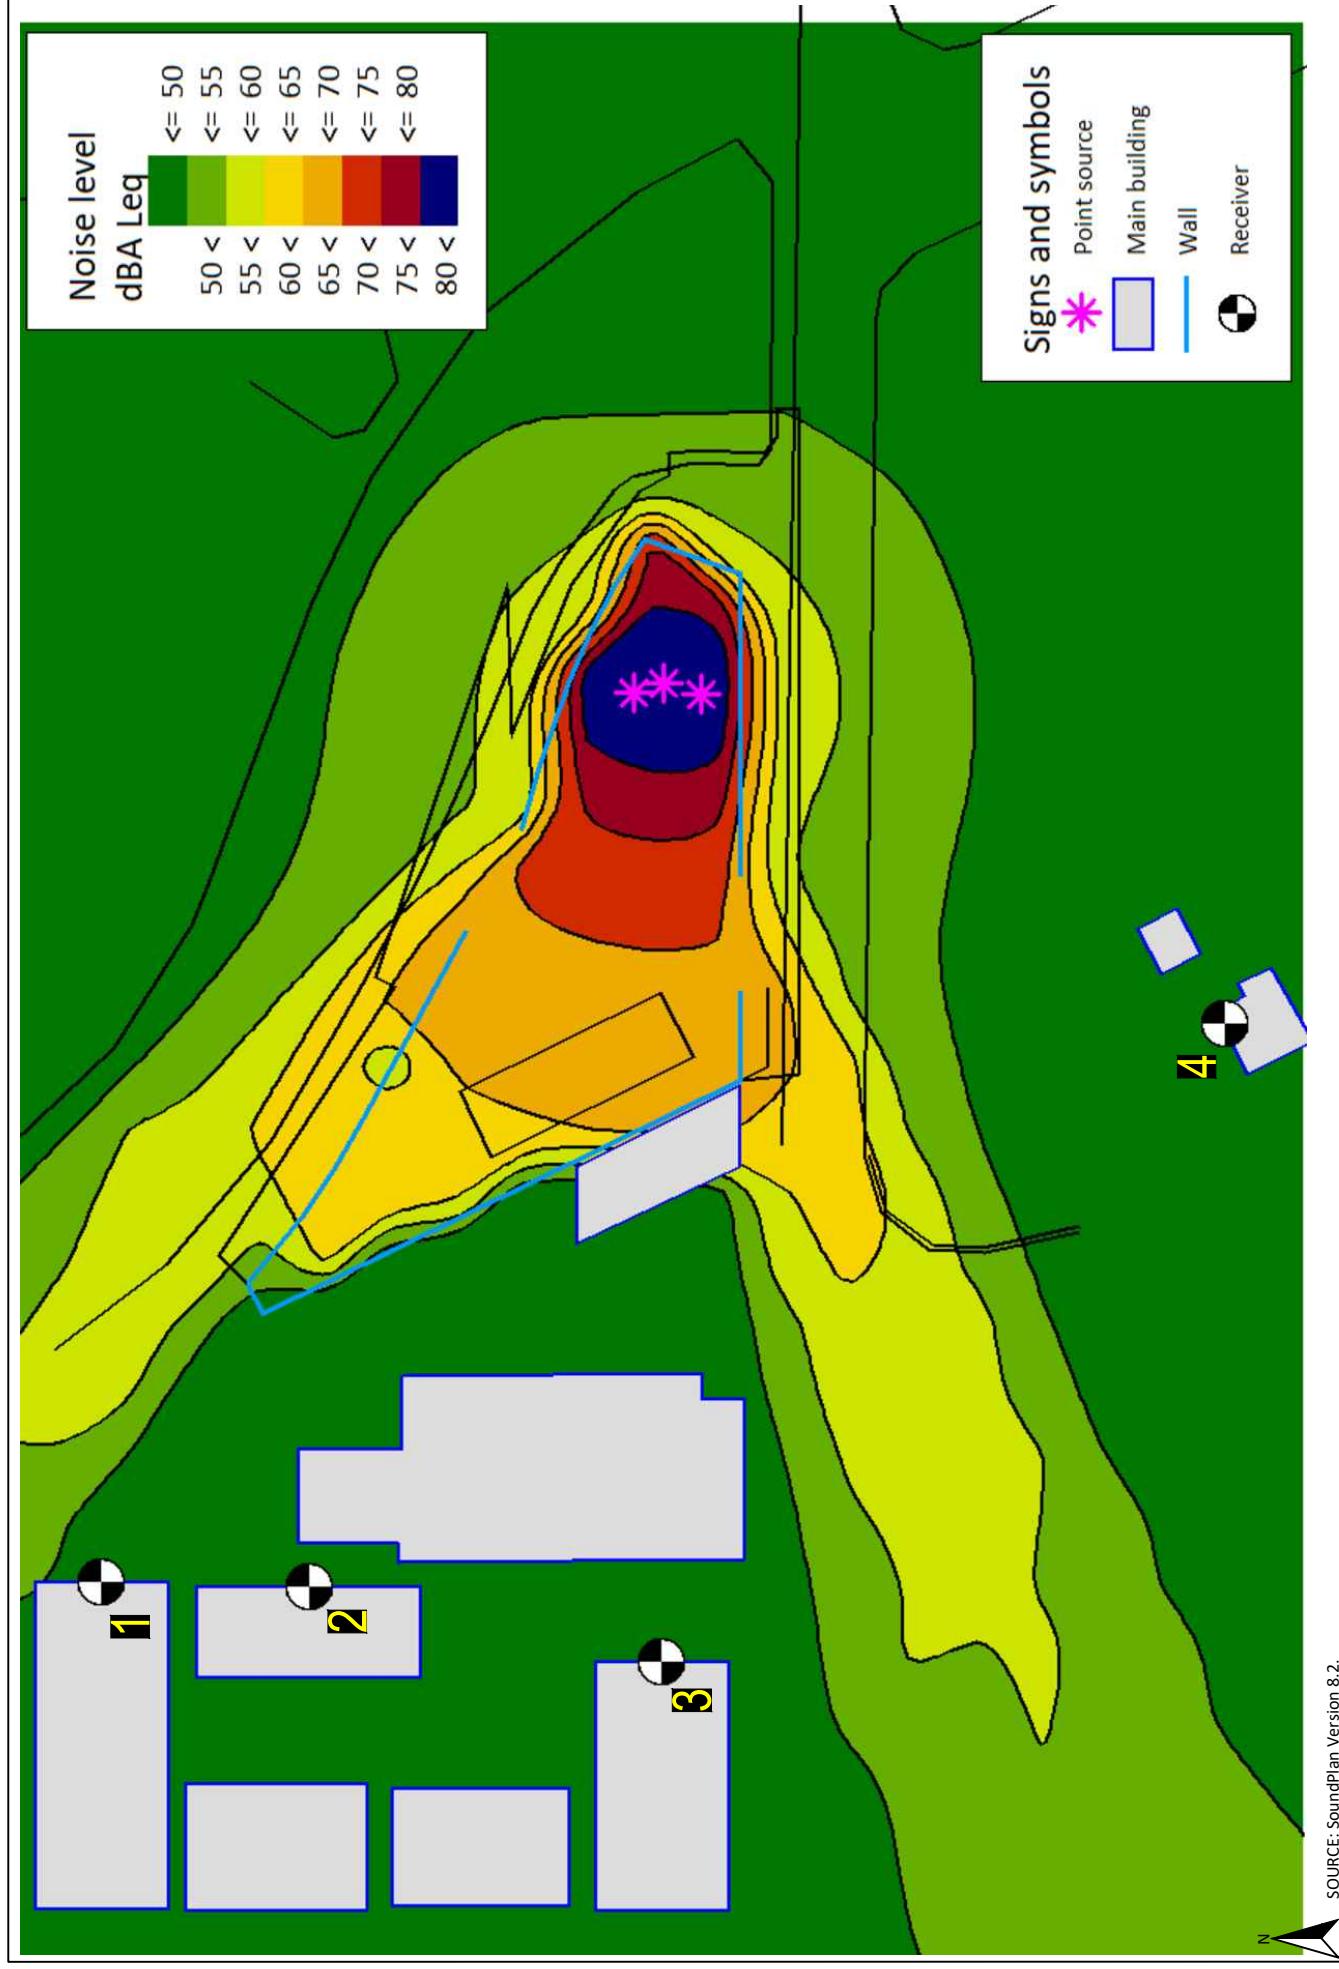 Noise level
dBA Leq
<= 50
50 < <= 55
55 < <= 60
60 < <= 65
65 < <= 70
70 < <= 75
75 < <= 80
80 <
Signs and symbols
Point source
Main building
Wall
Receiver
1
2
3
4
N
SOURCE: SoundPlan Version 8.2.